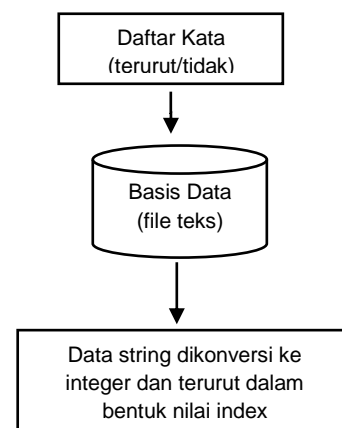 Daftar Kata
(terurut/tidak)
Basis Data
(file teks)
Data string dikonversi ke
integer dan terurut dalam
bentuk nilai index